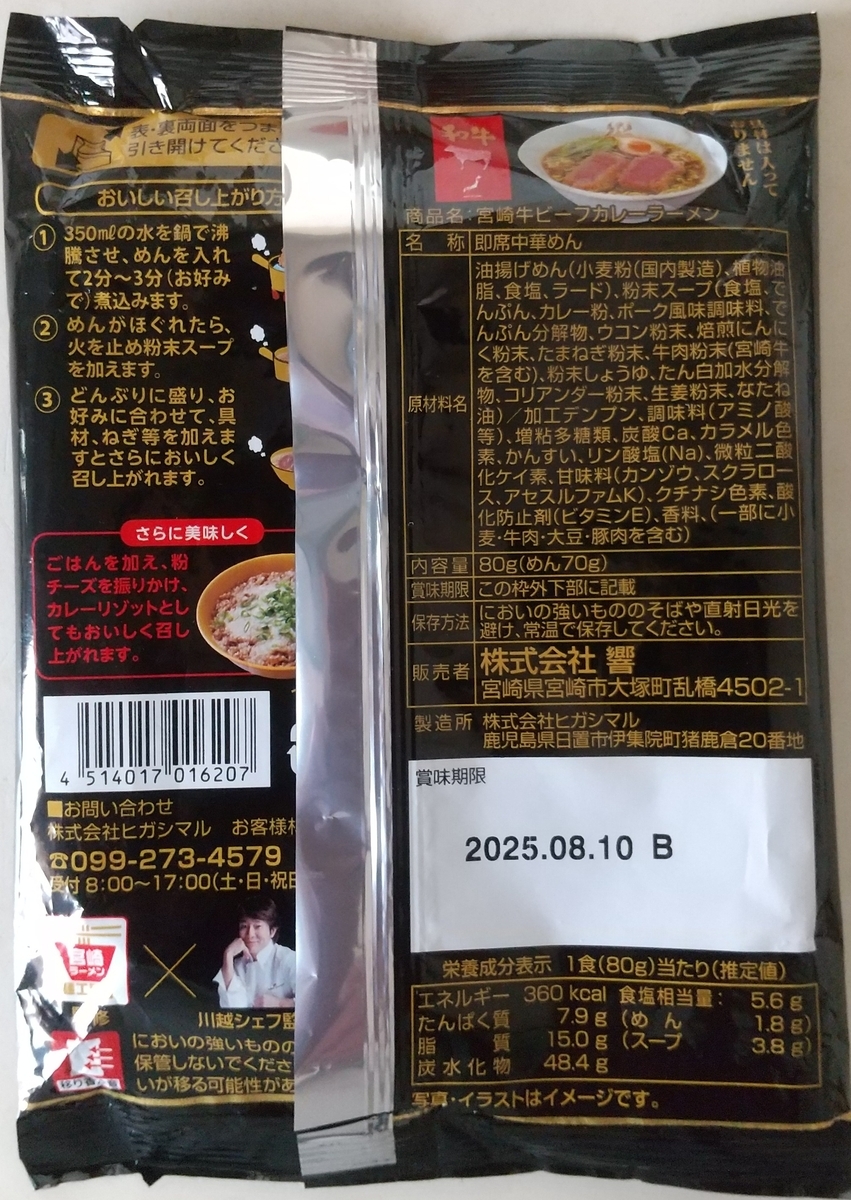 表・裏両面をつま
引き開けてくださ
おいしい召し上がり方
① 350mlの水を鍋で沸
騰させ、めんを入れ
て2分〜3分(お好み
で)煮込みます。
② めんがほぐれたら、
火を止め粉末スープ
を加えます。
③ どんぶりに盛り、お
好みに合わせて、具
材、ねぎ等を加えま
すとさらにおいしく
召し上がれます。
さらに美味しく
ごはんを加え、粉
チーズを振りかけ、
カレーリゾットとし
てもおいしく召し
上がれます。
4 514017 016207
■お問い合わせ
株式会社ヒガシマル お客様相
☎099-273-4579
受付 8:00〜17:00(土・日・祝日
宮崎
ラーメン
川越シェフ監
においの強いものの
保管しないでくださ
いが移る可能性があ
和牛
具材は入って
おりません
商品名:宮崎牛ビーフカレーラーメン
名 称 即席中華めん
原材料名
油揚げめん(小麦粉(国内製造)、植物油
脂、食塩、ラード)、粉末スープ(食塩、で
んぷん、カレー粉、ポーク風味調味料、で
んぷん分解物、ウコン粉末、焙煎にんに
く粉末、たまねぎ粉末、牛肉粉末(宮崎牛
を含む)、粉末しょうゆ、たん白加水分解
物、コリアンダー粉末、生姜粉末、なたね
油)/加工デンプン、調味料(アミノ酸
等)、増粘多糖類、炭酸Ca、カラメル色
素、かんすい、リン酸塩(Na)、微粒二酸
化ケイ素、甘味料(カンゾウ、スクラロー
ス、アセスルファムK)、クチナシ色素、酸
化防止剤(ビタミンE)、香料、(一部に小
麦・牛肉・大豆・豚肉を含む)
内容量 80g(めん70g)
賞味期限 この枠外下部に記載
保存方法 においの強いもののそばや直射日光を
避け、常温で保存してください。
販売者 株式会社 響
宮崎県宮崎市大塚町乱橋4502-1
製造所 株式会社ヒガシマル
鹿児島県日置市伊集院町猪鹿倉20番地
賞味期限
2025.08.10 B
栄養成分表示 1食(80g)当たり(推定値)
エネルギー 360 kcal 食塩相当量: 5.6 g
たんぱく質 7.9 g (めん 1.8 g)
脂質 15.0 g (スープ 3.8 g)
炭水化物 48.4 g
写真・イラストはイメージです。